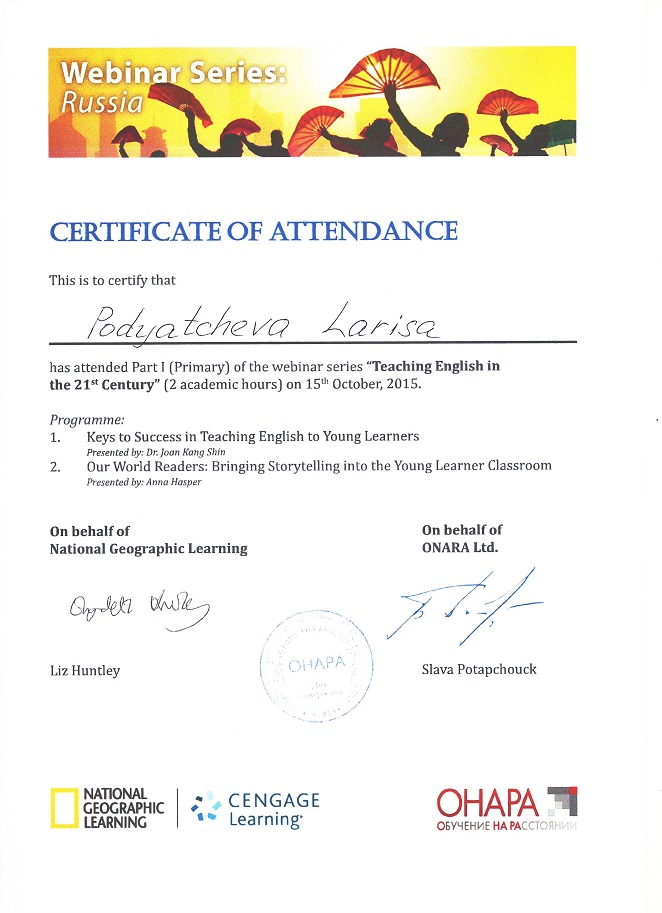 Webinar Series:
Russia
CERTIFICATE OF ATTENDANCE
This is to certify that
Podyatcheva Larisa
has attended Part I (Primary) of the webinar series “Teaching English in
the 21st Century” (2 academic hours) on 15th October, 2015.
Programme:
1. Keys to Success in Teaching English to Young Learners
Presented by: Dr. Joan Kang Shin
2. Our World Readers: Bringing Storytelling into the Young Learner Classroom
Presented by: Anna Hasper
On behalf of
National Geographic Learning
On behalf of
ONARA Ltd.
ОНАРА
Liz Huntley
Slava Potapchouck
NATIONAL
GEOGRAPHIC
LEARNING
CENGAGE
Learning®
ОНАРА
ОБУЧЕНИЕ НА РАССТОЯНИИ